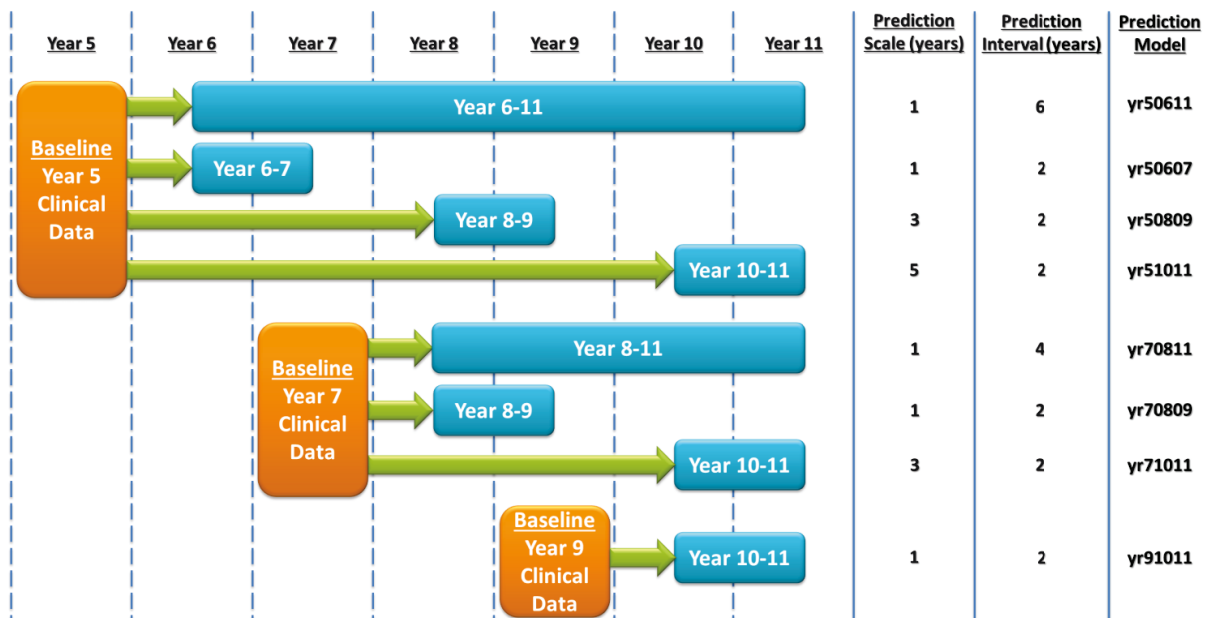 Year 5 Year 6 Year 7 Year 8 Year 9 Year 10 Year 11 Prediction Scale (years) Prediction Interval (years) Prediction Model
Baseline
Year 5
Clinical
Data
Year 6-11 1 6 yr50611
Year 6-7 1 2 yr50607
Year 8-9 3 2 yr50809
Year 10-11 5 2 yr51011
Baseline
Year 7
Clinical
Data
Year 8-11 1 4 yr70811
Year 8-9 1 2 yr70809
Year 10-11 3 2 yr71011
Baseline
Year 9
Clinical
Data
Year 10-11 1 2 yr91011